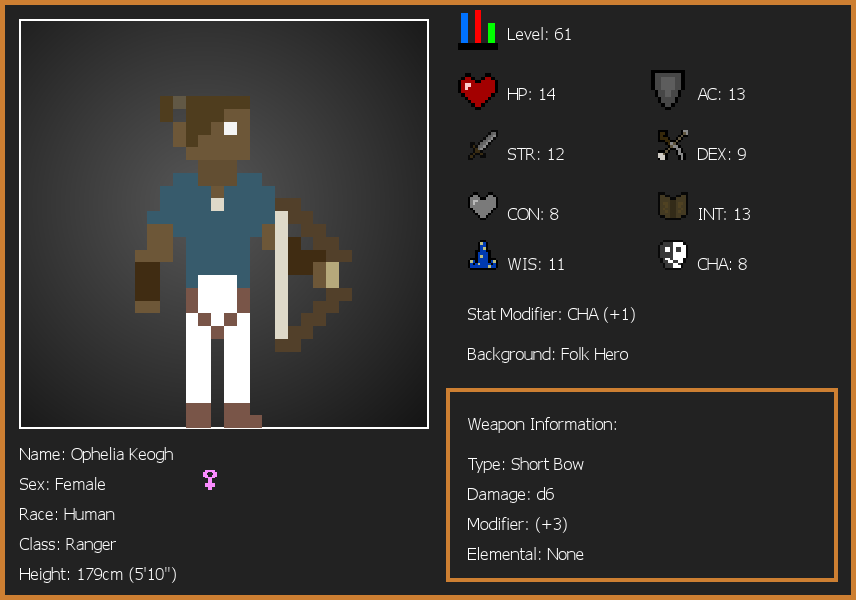 Level: 61
HP: 14
AC: 13
STR: 12
DEX: 9
CON: 8
INT: 13
WIS: 11
CHA: 8
Stat Modifier: CHA (+1)
Background: Folk Hero
Weapon Information:
Type: Short Bow
Damage: d6
Modifier: (+3)
Elemental: None
Name: Ophelia Keogh
Sex: Female
Race: Human
Class: Ranger
Height: 179cm (5'10")